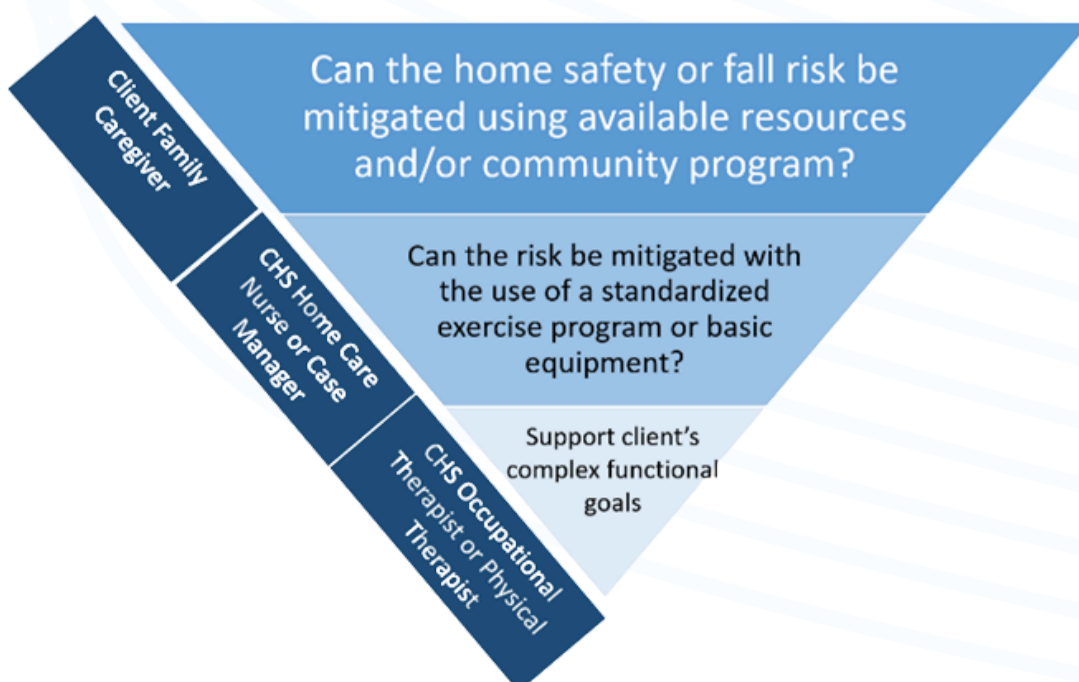 Client Family
Caregiver
Can the home safety or fall risk be
mitigated using available resources
and/or community program?
CHS Home Care
Nurse or Case
Manager
Can the risk be mitigated with
the use of a standardized
exercise program or basic
equipment?
CHS Occupational
Therapist or Physical
Therapist
Support client's
complex functional
goals